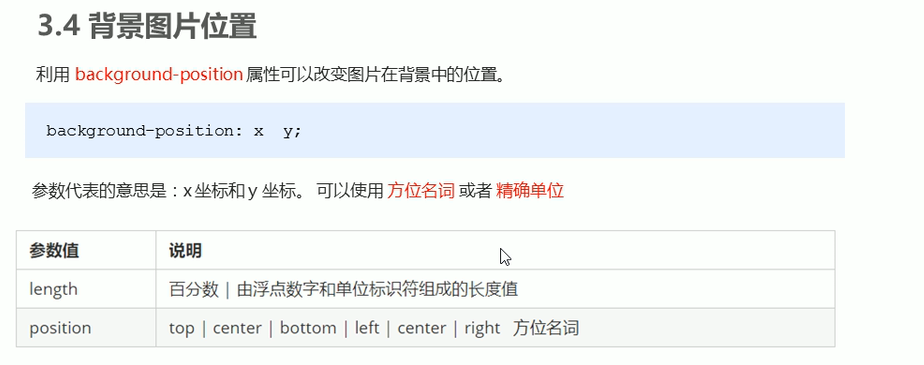 3.4 背景图片位置
利用 background-position 属性可以改变图片在背景中的位置。
background-position: x  y;
参数代表的意思是：x 坐标和 y 坐标。 可以使用 方位名词 或者 精确单位
参数值 说明
length 百分数 | 由浮点数字和单位标识符组成的长度值
position top | center | bottom | left | center | right 方位名词